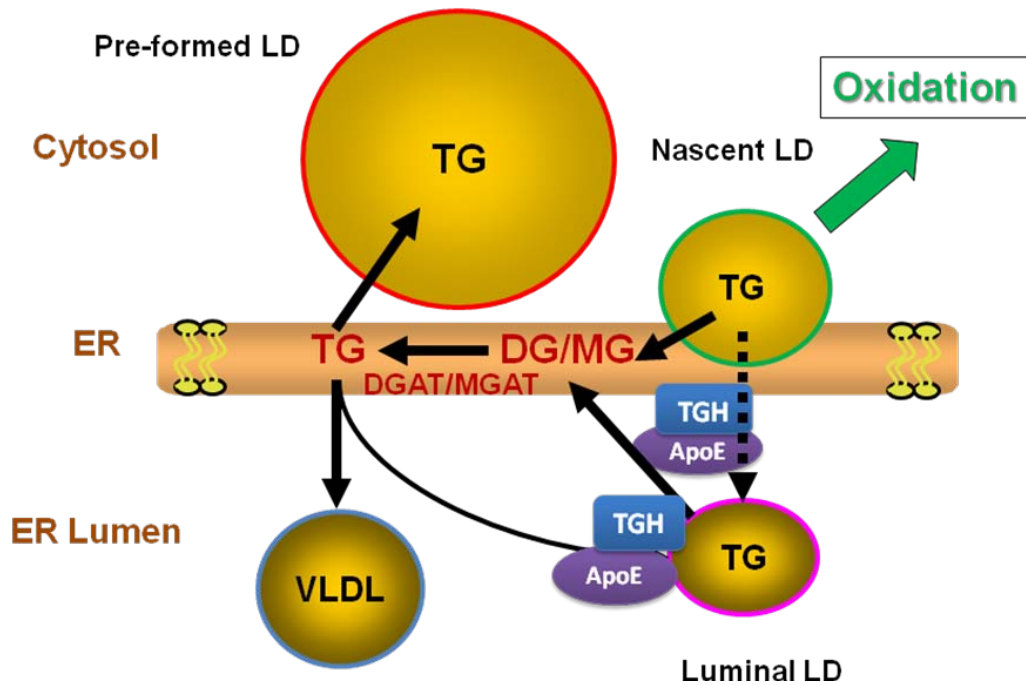 Pre-formed LD
Oxidation
Cytosol
TG
Nascent LD
TG
ER
TG
DG/MG
DGAT/MGAT
TGH
ApoE
ER Lumen
TGH
TG
ApoE
VLDL
Luminal LD